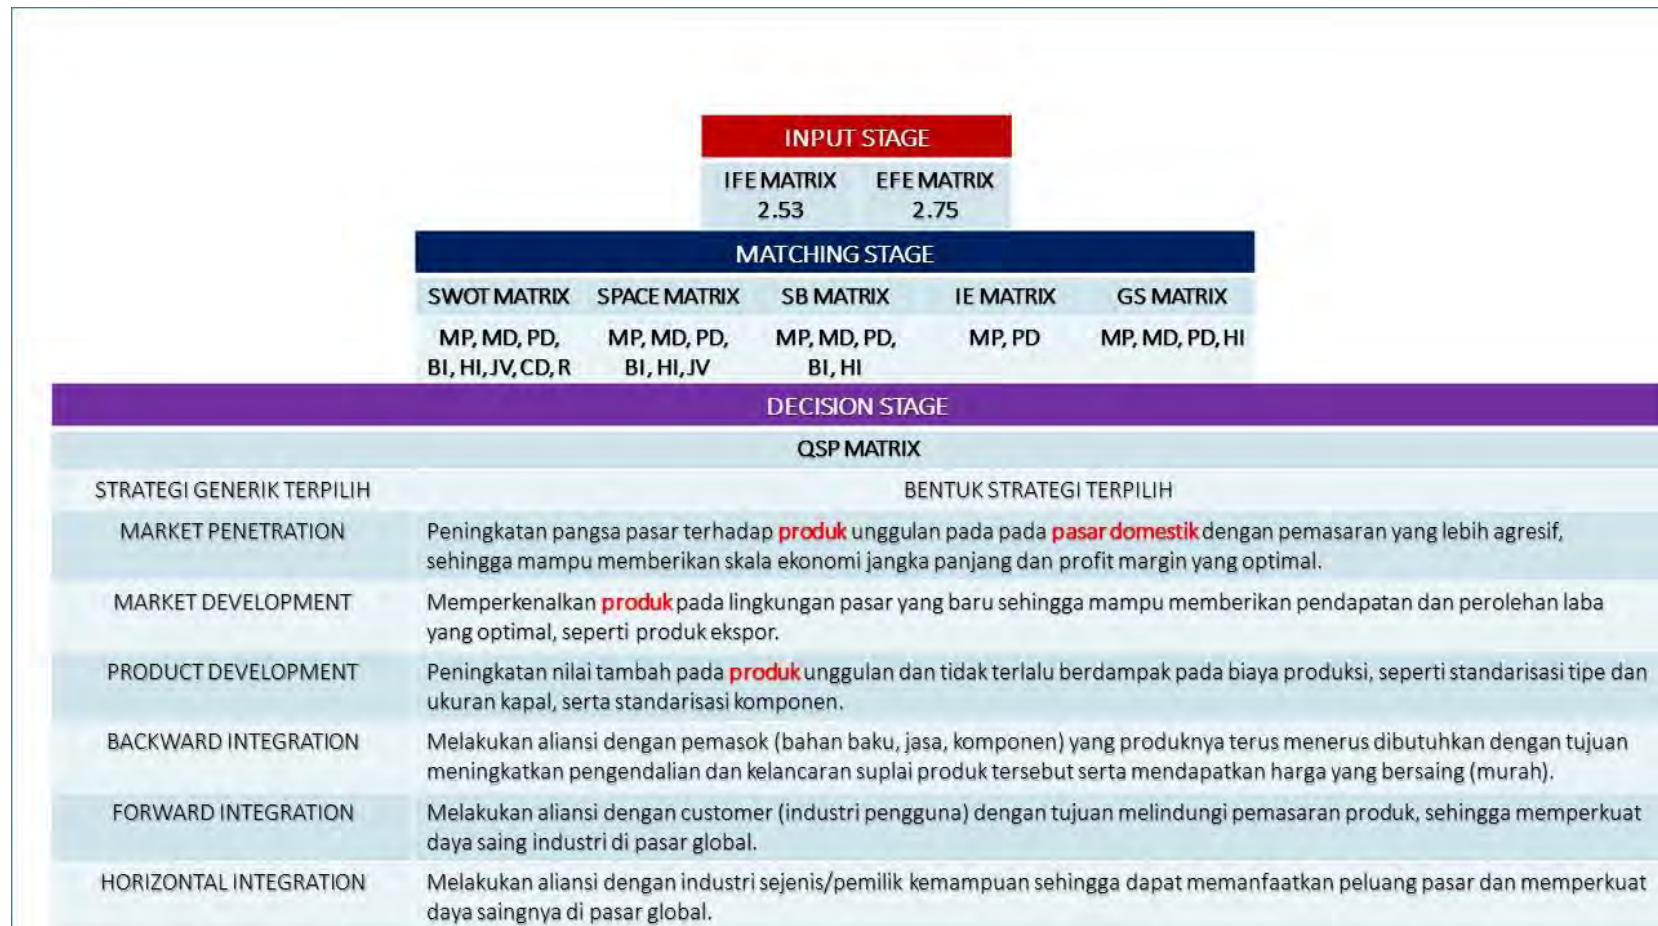 INPUT STAGE
IFE MATRIX EFE MATRIX
2.53 2.75
MATCHING STAGE
SWOT MATRIX SPACE MATRIX SB MATRIX IE MATRIX GS MATRIX
MP, MD, PD, MP, MD, PD, MP, MD, PD, MP, PD MP, MD, PD, HI
BI, HI, JV, CD, R BI, HI, JV BI, HI
DECISION STAGE
QSP MATRIX
STRATEGI GENERIK TERPILIH BENTUK STRATEGI TERPILIH
MARKET PENETRATION Peningkatan pangsa pasar terhadap produk unggulan pada pada pasar domestik dengan pemasaran yang lebih agresif,
sehingga mampu memberikan skala ekonomi jangka panjang dan profit margin yang optimal.
MARKET DEVELOPMENT Memperkenalkan produk pada lingkungan pasar yang baru sehingga mampu memberikan pendapatan dan perolehan laba
yang optimal, seperti produk ekspor.
PRODUCT DEVELOPMENT Peningkatan nilai tambah pada produk unggulan dan tidak terlalu berdampak pada biaya produksi, seperti standarisasi tipe dan
ukuran kapal, serta standarisasi komponen.
BACKWARD INTEGRATION Melakukan aliansi dengan pemasok (bahan baku, jasa, komponen) yang produknya terus menerus dibutuhkan dengan tujuan
meningkatkan pengendalian dan kelancaran suplai produk tersebut serta mendapatkan harga yang bersaing (murah).
FORWARD INTEGRATION Melakukan aliansi dengan customer (industri pengguna) dengan tujuan melindungi pemasaran produk, sehingga memperkuat
daya saing industri di pasar global.
HORIZONTAL INTEGRATION Melakukan aliansi dengan industri sejenis/pemilik kemampuan sehingga dapat memanfaatkan peluang pasar dan memperkuat
daya saingnya di pasar global.